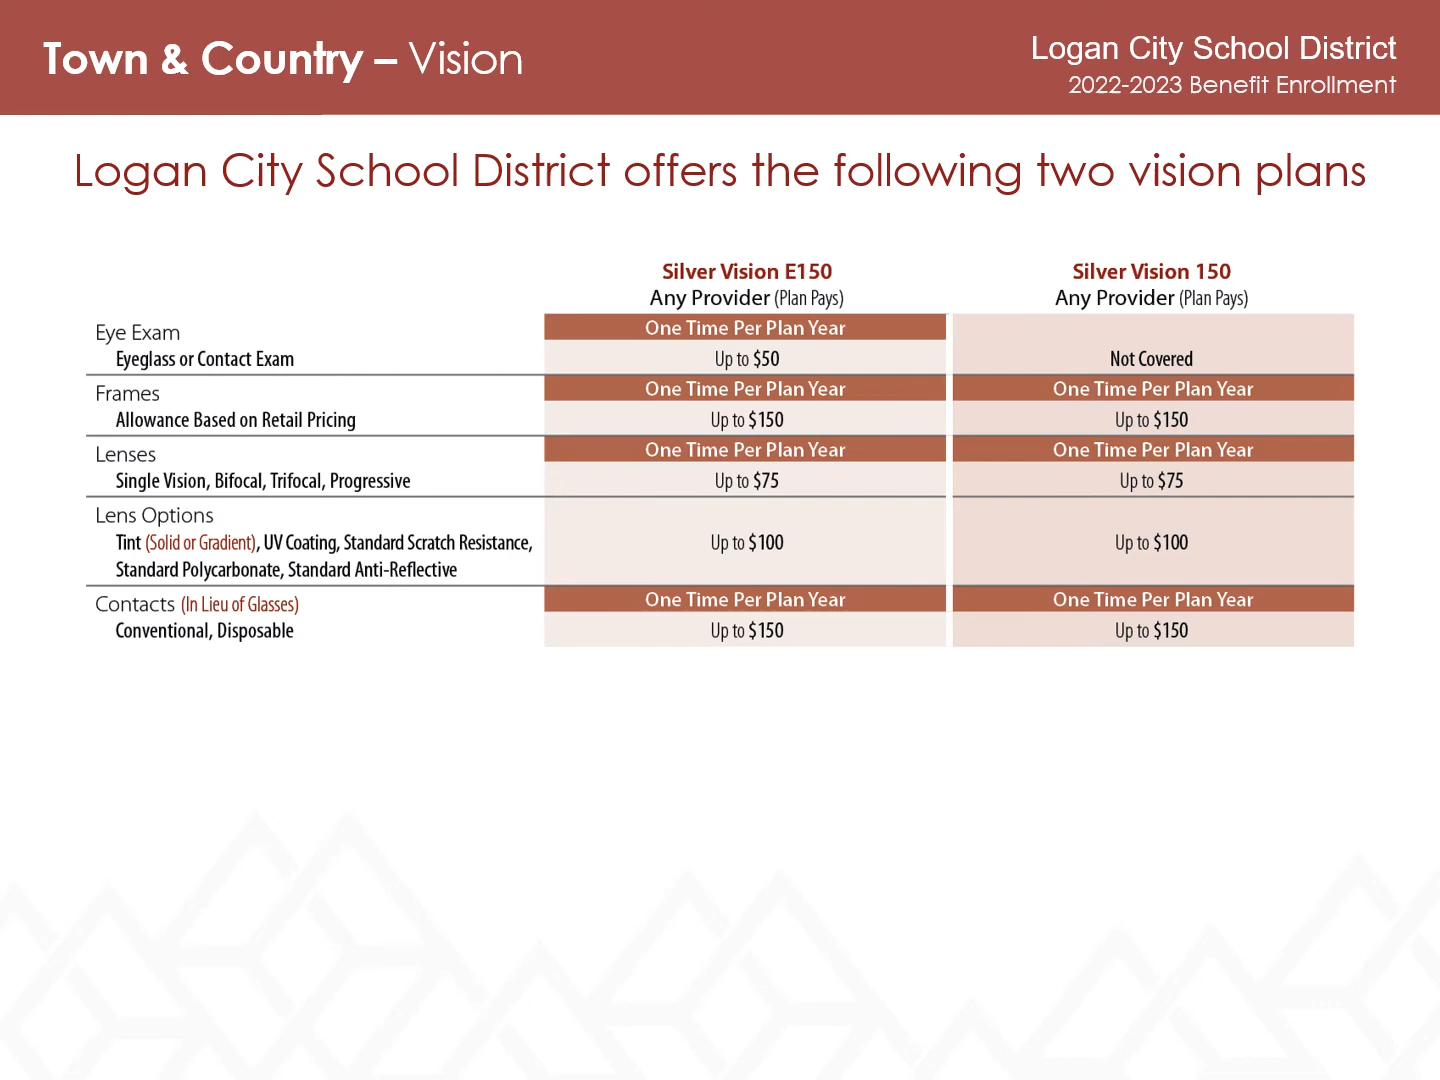 Town & Country – Vision
Logan City School District
2022-2023 Benefit Enrollment
Logan City School District offers the following two vision plans
Silver Vision E150
Silver Vision 150
Any Provider (Plan Pays)
Any Provider (Plan Pays)
Eye Exam
One Time Per Plan Year
Eyeglass or Contact Exam
Up to $50
Not Covered
Frames
One Time Per Plan Year
One Time Per Plan Year
Allowance Based on Retail Pricing
Up to $150
Up to $150
Lenses
One Time Per Plan Year
One Time Per Plan Year
Single Vision, Bifocal, Trifocal, Progressive
Up to $75
Up to $75
Lens Options
Tint (Solid or Gradient), UV Coating, Standard Scratch Resistance,
Standard Polycarbonate, Standard Anti-Reflective
Up to $100
Up to $100
Contacts (In Lieu of Glasses)
One Time Per Plan Year
One Time Per Plan Year
Conventional, Disposable
Up to $150
Up to $150